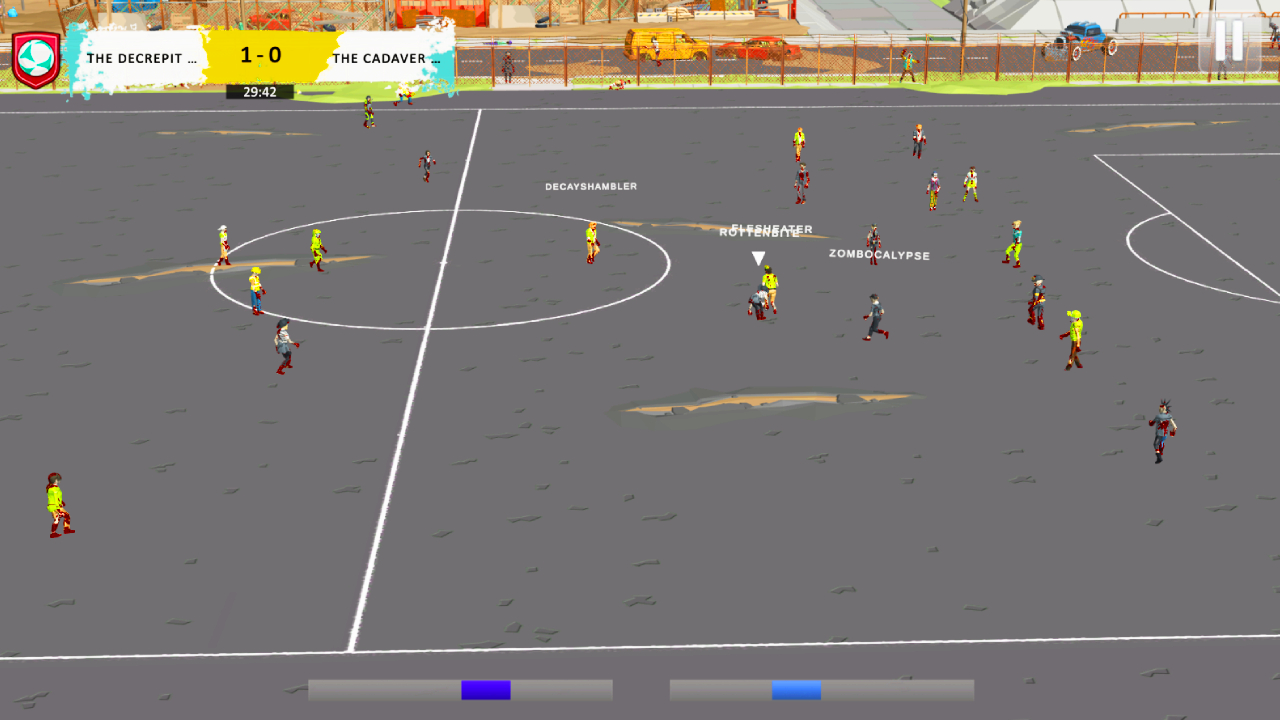 THE DECREPIT ...
1 - 0
THE CADAVER ...
29:42
DECAYSHAMBLER
FLESHEATER
ROTTENBITE
ZOMBOCALYPSE